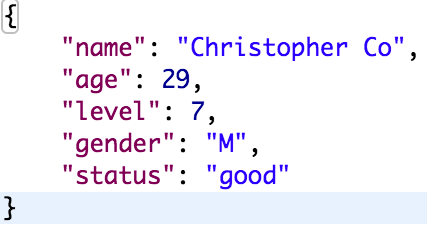 {
    "name": "Christopher Co",
    "age": 29,
    "level": 7,
    "gender": "M",
    "status": "good"
}